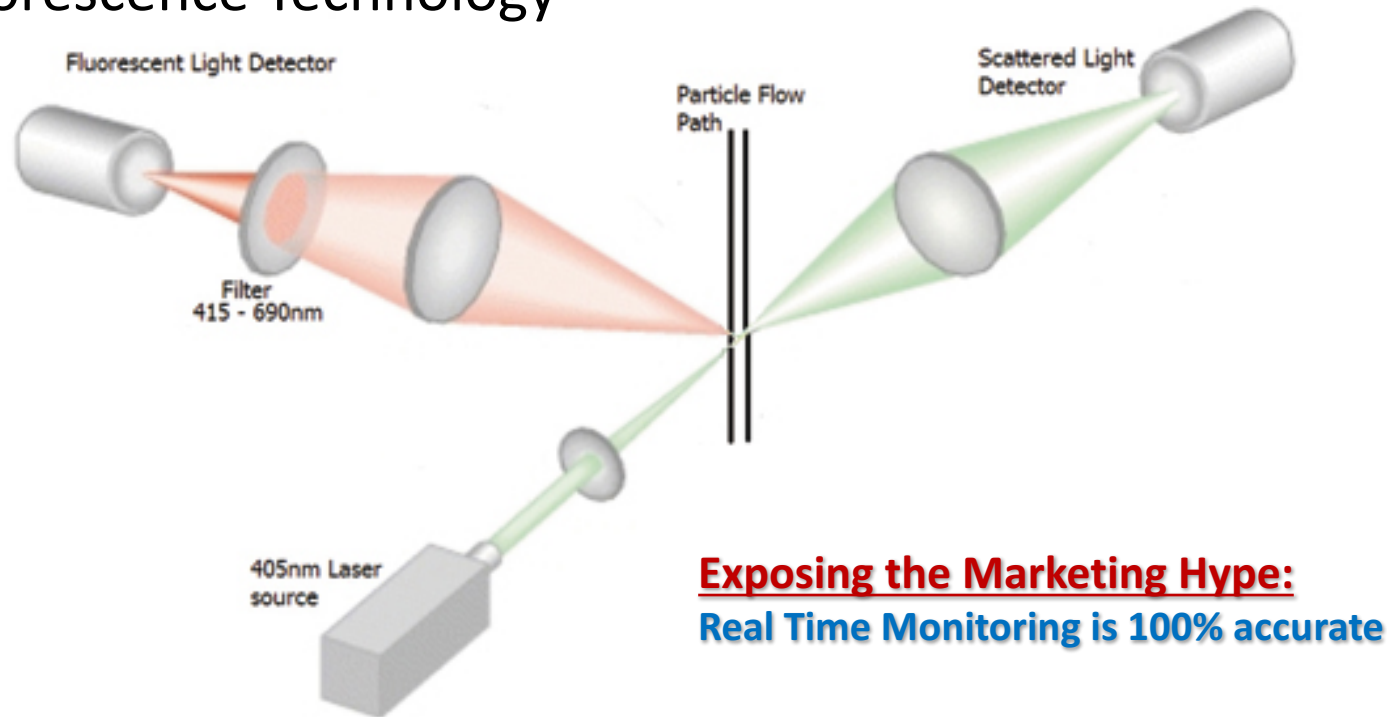 Fluorescent Light Detector
Scattered Light
Detector
Particle Flow
Path
Filter
415 - 690nm
405nm Laser
source
Exposing the Marketing Hype:
Real Time Monitoring is 100% accurate